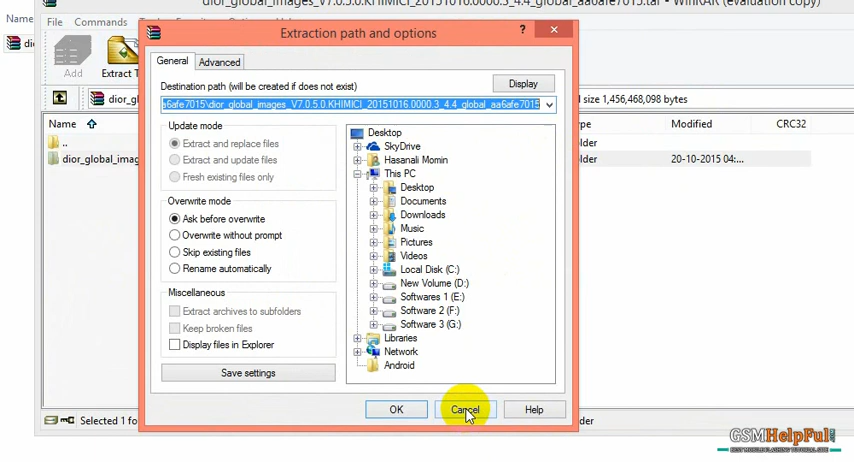 dior_global_images_V7.0.5.0.KHIMICI_20151016.0000.3_4.4_global_aa6afe7015.tar - WinRAR (evaluation copy)
Name
File Commands
Extraction path and options
?
General Advanced
Add
Extract T
Destination path (will be created if does not exist)
Display
a6afe7015\dior_global_images_V7.0.5.0.KHIMICI_20151016.0000.3_4.4_global_aa6afe7015
dior_g
d size 1,456,468,098 bytes
Name
ype Modified CRC32
..
older
dior_global_imag
older 20-10-2015 04:...
Update mode
Extract and replace files
Extract and update files
Fresh existing files only
Overwrite mode
Ask before overwrite
Overwrite without prompt
Skip existing files
Rename automatically
Miscellaneous
Extract archives to subfolders
Keep broken files
Display files in Explorer
Save settings
Desktop
SkyDrive
Hasanali Momin
This PC
Desktop
Documents
Downloads
Music
Pictures
Videos
Local Disk (C:)
New Volume (D:)
Softwares 1 (E:)
Software 2 (F:)
Software 3 (G:)
Libraries
Network
Android
OK Cancel Help
Selected 1 fo
lder
GSMHelpFul